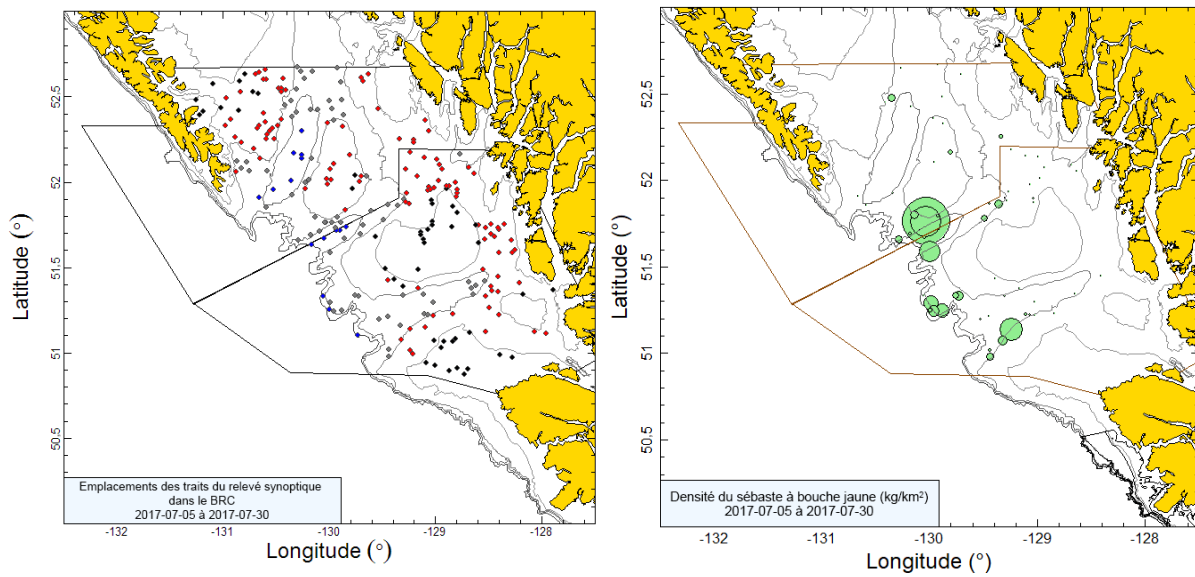 Latitude (°)
52.5
52
51.5
51
50.5
Emplacements des traits du relevé synoptique
dans le BRC
2017-07-05 à 2017-07-30
-132
-131
-130
-129
-128
Longitude (°)
Latitude (°)
52.5
52
51.5
51
50.5
Densité du sébaste à bouche jaune (kg/km²)
2017-07-05 à 2017-07-30
-132
-131
-130
-129
-128
Longitude (°)